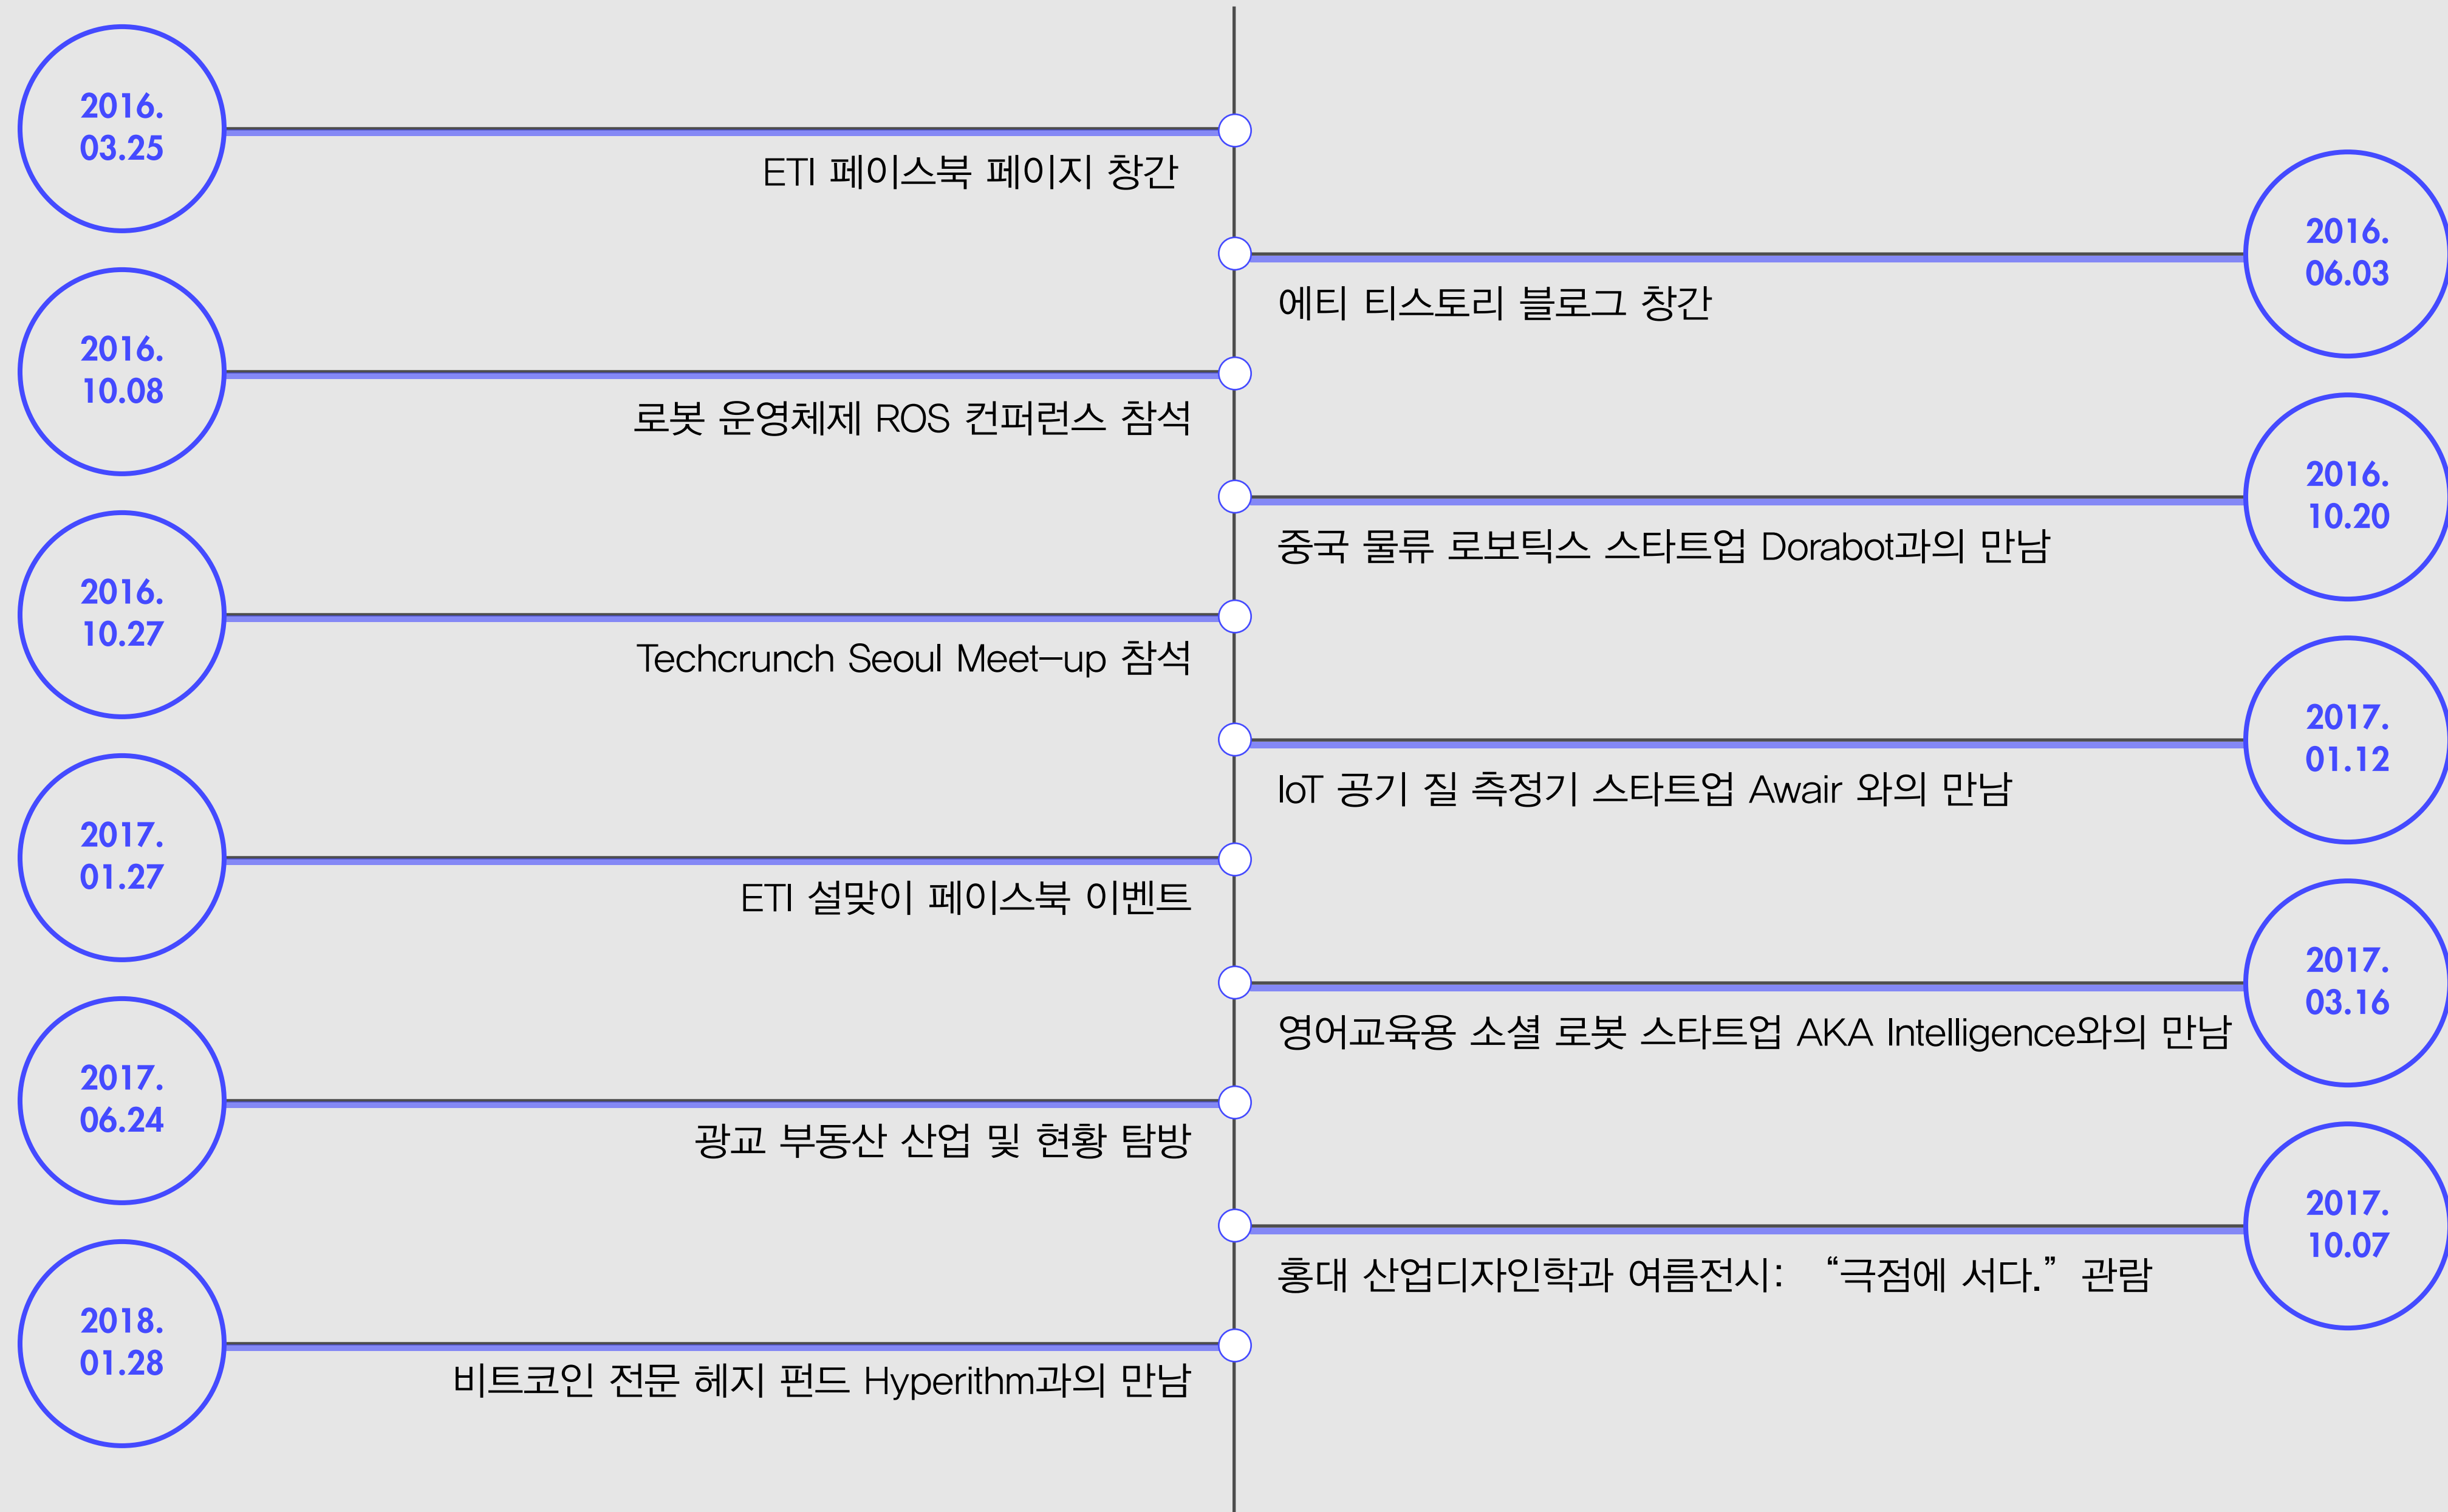 2016.
03.25
ETI 페이스북 페이지 창간
2016.
06.03
에티 티스토리 블로그 창간
2016.
10.08
로봇 운영체제 ROS 컨퍼런스 참석
2016.
10.20
중국 물류 로보틱스 스타트업 Dorabot과의 만남
2016.
10.27
Techcrunch Seoul Meet-up 참석
2017.
01.12
IoT 공기 질 측정기 스타트업 Awair 와의 만남
2017.
01.27
ETI 설맞이 페이스북 이벤트
2017.
03.16
영어교육용 소셜 로봇 스타트업 AKA Intelligence와의 만남
2017.
06.24
광교 부동산 산업 및 현황 탐방
2017.
10.07
홍대 산업디자인학과 여름전시: “극점에 서다.” 관람
2018.
01.28
비트코인 전문 헤지 펀드 Hyperithm과의 만남